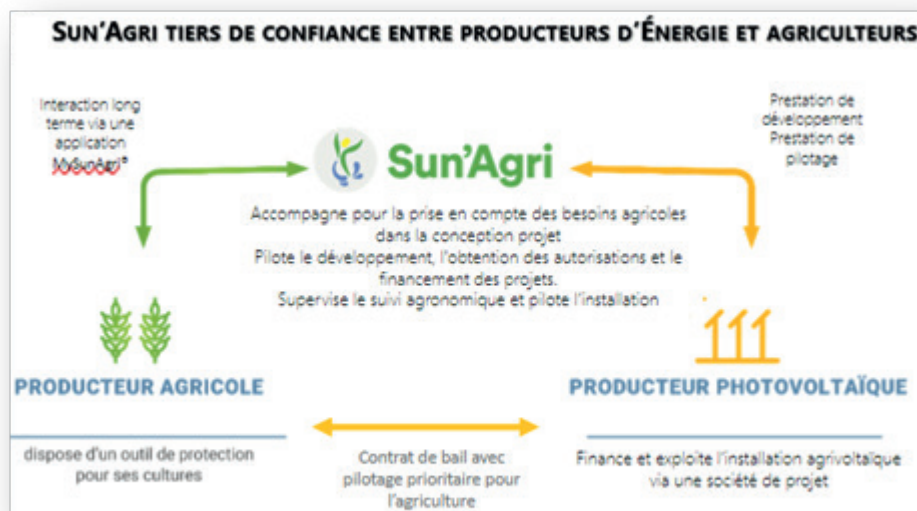 SUN'AGRI TIERS DE CONFIANCE ENTRE PRODUCTEURS D'ÉNERGIE ET AGRICULTEURS
Interaction long
terme via une
application
MySunAgri®
Prestation de
développement
Prestation de
pilotage
Sun'Agri
Accompagne pour la prise en compte des besoins agricoles
dans la conception projet
Pilote le développement, l'obtention des autorisations et le
financement des projets.
Supervise le suivi agronomique et pilote l'installation
PRODUCTEUR AGRICOLE
PRODUCTEUR PHOTOVOLTAÏQUE
dispose d'un outil de protection
pour ses cultures
Contrat de bail avec
pilotage prioritaire pour
l'agriculture
Finance et exploite l'installation agrivoltaïque
via une société de projet